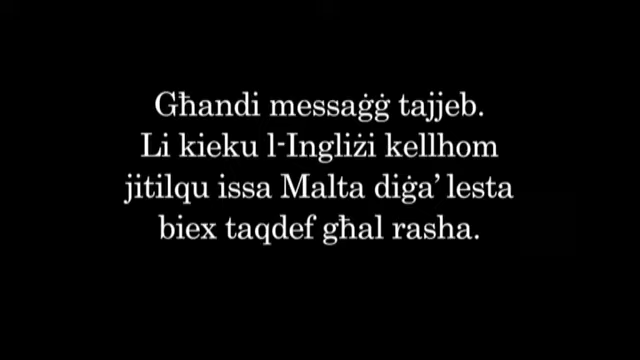 Għandi messaġġ tajjeb.
Li kieku l-Ingliżi kellhom
jitilqu issa Malta diġa’ lesta
biex taqdef għal rasha.